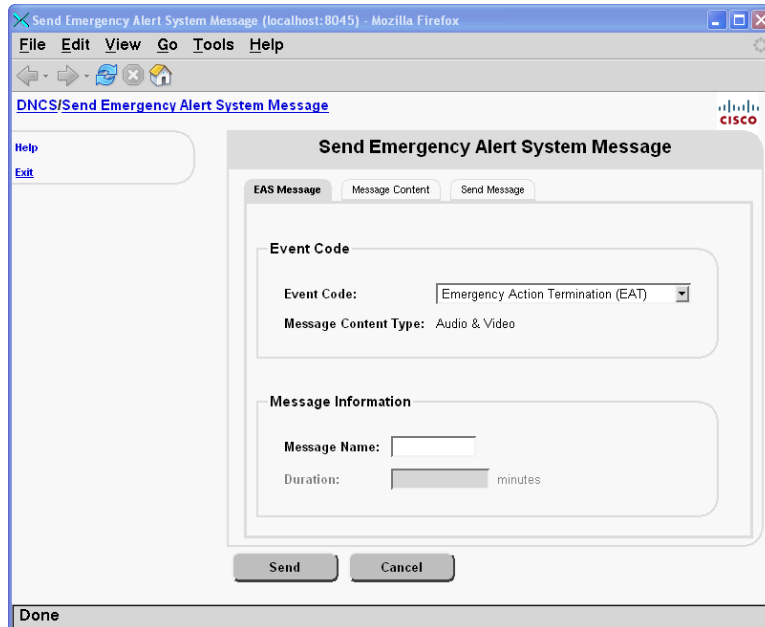 Send Emergency Alert System Message (localhost:8045) - Mozilla Firefox
File Edit View Go Tools Help
DNCS/Send Emergency Alert System Message
CISCO
Help
Exit
Send Emergency Alert System Message
EAS Message Message Content Send Message
Event Code
Event Code: Emergency Action Termination (EAT)
Message Content Type: Audio & Video
Message Information
Message Name:
Duration: minutes
Send Cancel
Done